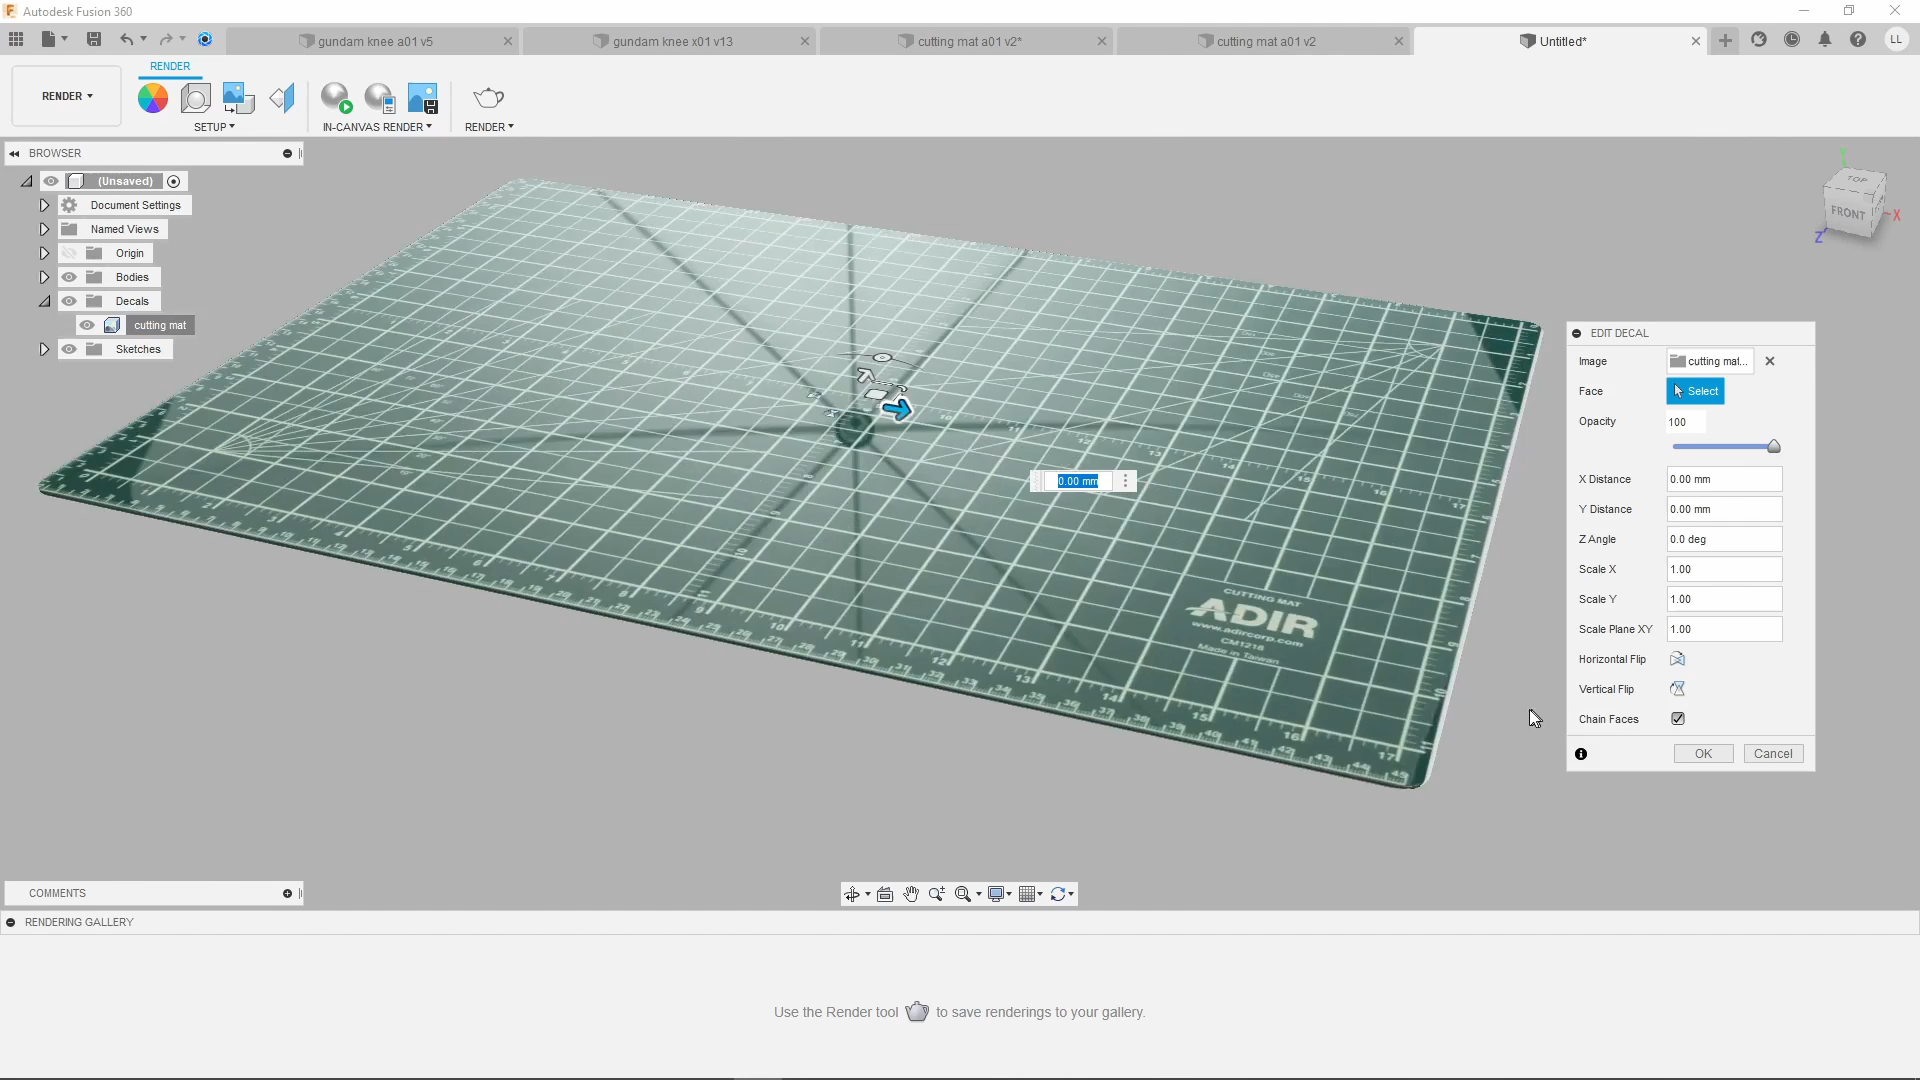 Autodesk Fusion 360
gundam knee a01 v5
gundam knee x01 v13
cutting mat a01 v2*
cutting mat a01 v2
Untitled*
LL
RENDER
RENDER
SETUP
IN-CANVAS RENDER
RENDER
BROWSER
(Unsaved)
Document Settings
Named Views
Origin
Bodies
Decals
cutting mat
Sketches
TOP
FRONT
X
Z
EDIT DECAL
Image
cutting mat...
Face
Select
Opacity
100
X Distance
0.00 mm
Y Distance
0.00 mm
Z Angle
0.0 deg
Scale X
1.00
Scale Y
1.00
Scale Plane XY
1.00
Horizontal Flip
Vertical Flip
Chain Faces
OK
Cancel
0.00 mm
CUTTING MAT
ADIR
www.adircorp.com
CM1218
Made in Taiwan
COMMENTS
RENDERING GALLERY
Use the Render tool to save renderings to your gallery.